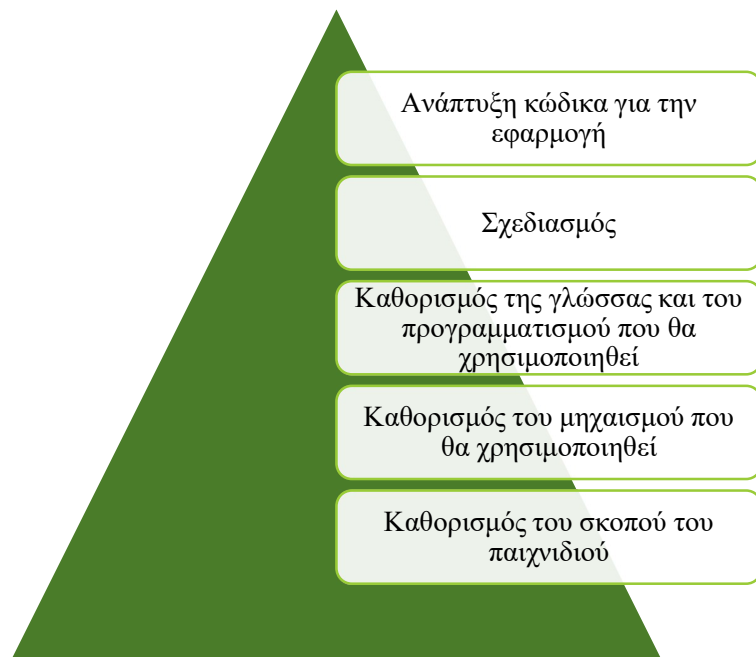 Ανάπτυξη κώδικα για την
εφαρμογή
Σχεδιασμός
Καθορισμός της γλώσσας και του
προγραμματισμού που θα
χρησιμοποιηθεί
Καθορισμός του μηχαισμού που
θα χρησιμοποιηθεί
Καθορισμός του σκοπού του
παιχνιδιού